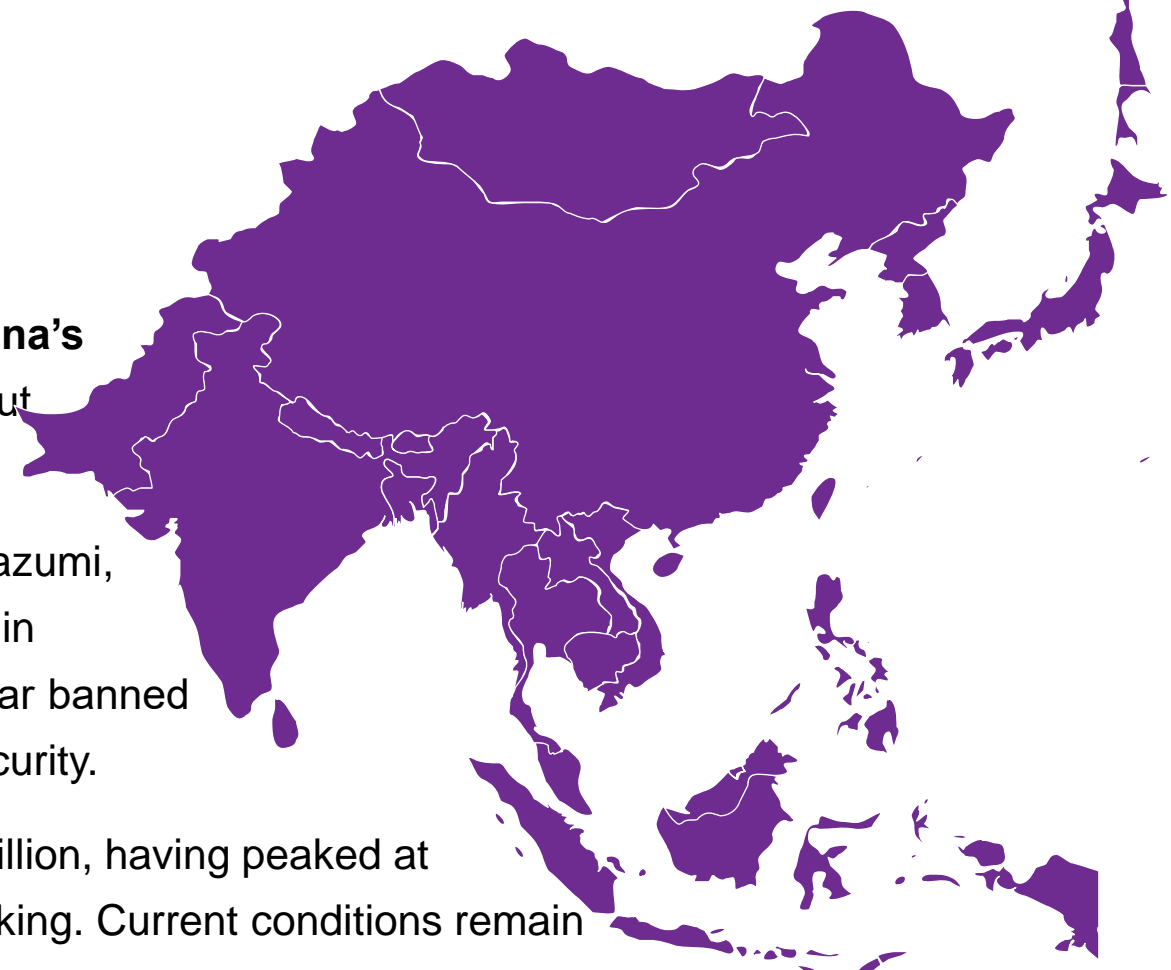 na’s
ut
azumi,
in
ar banned
curity.
illion, having peaked at
king. Current conditions remain